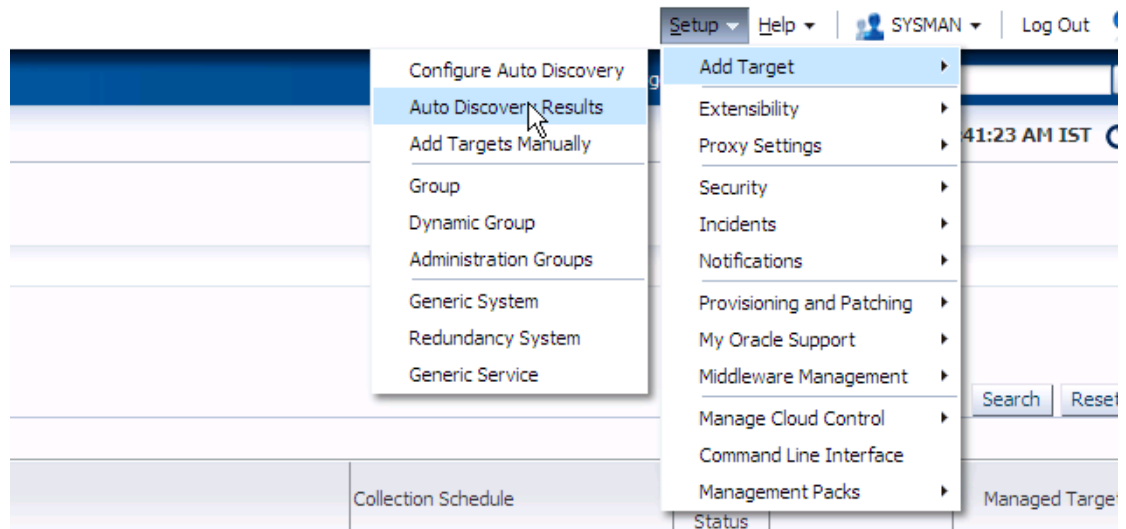 Setup Help SYSMAN Log Out
Configure Auto Discovery
Auto Discovery Results
Add Targets Manually
Group
Dynamic Group
Administration Groups
Generic System
Redundancy System
Generic Service
Add Target
Extensibility
Proxy Settings
Security
Incidents
Notifications
Provisioning and Patching
My Oracle Support
Middleware Management
Manage Cloud Control
Command Line Interface
Management Packs
41:23 AM IST
Search Reset
Collection Schedule
Status
Managed Targe